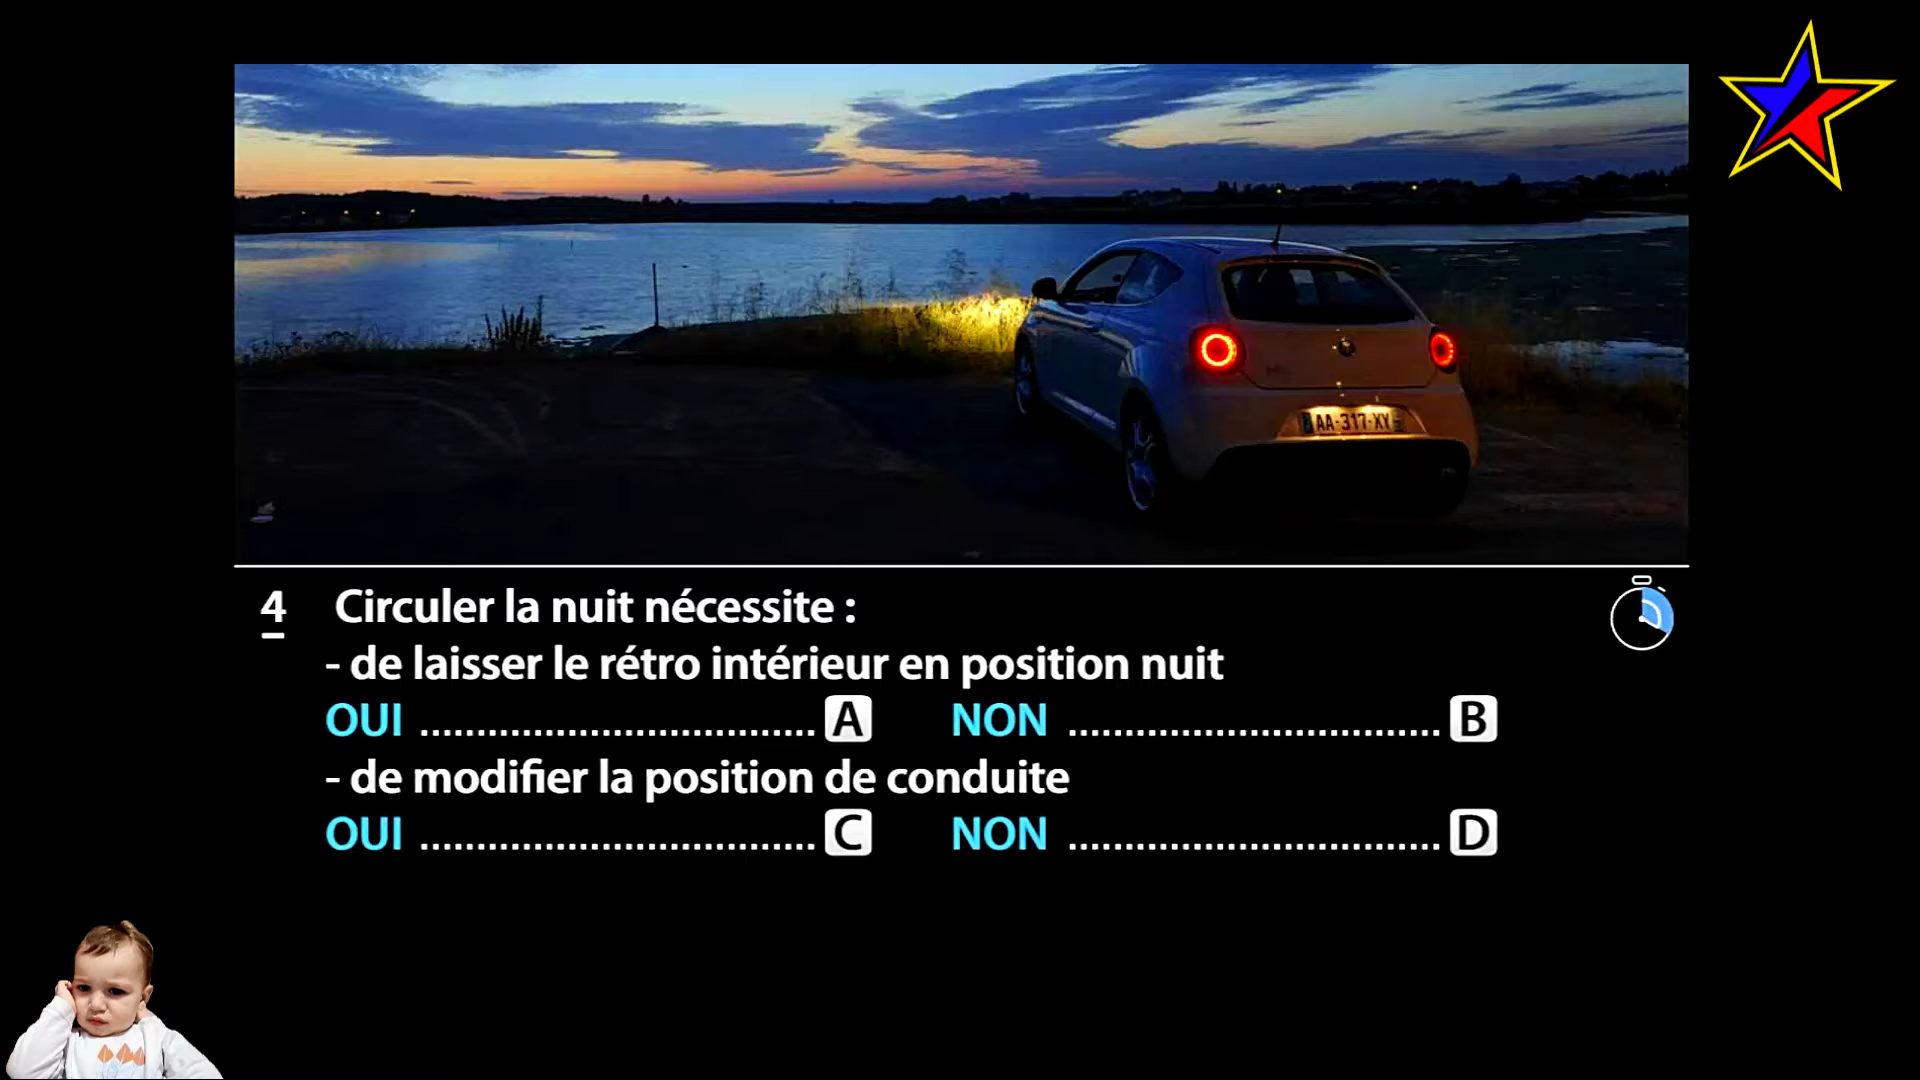 AA-317-XY
4 Circuler la nuit nécessite :
- de laisser le rétro intérieur en position nuit
OUI ................................... A NON ................................. B
- de modifier la position de conduite
OUI ................................... C NON ................................. D